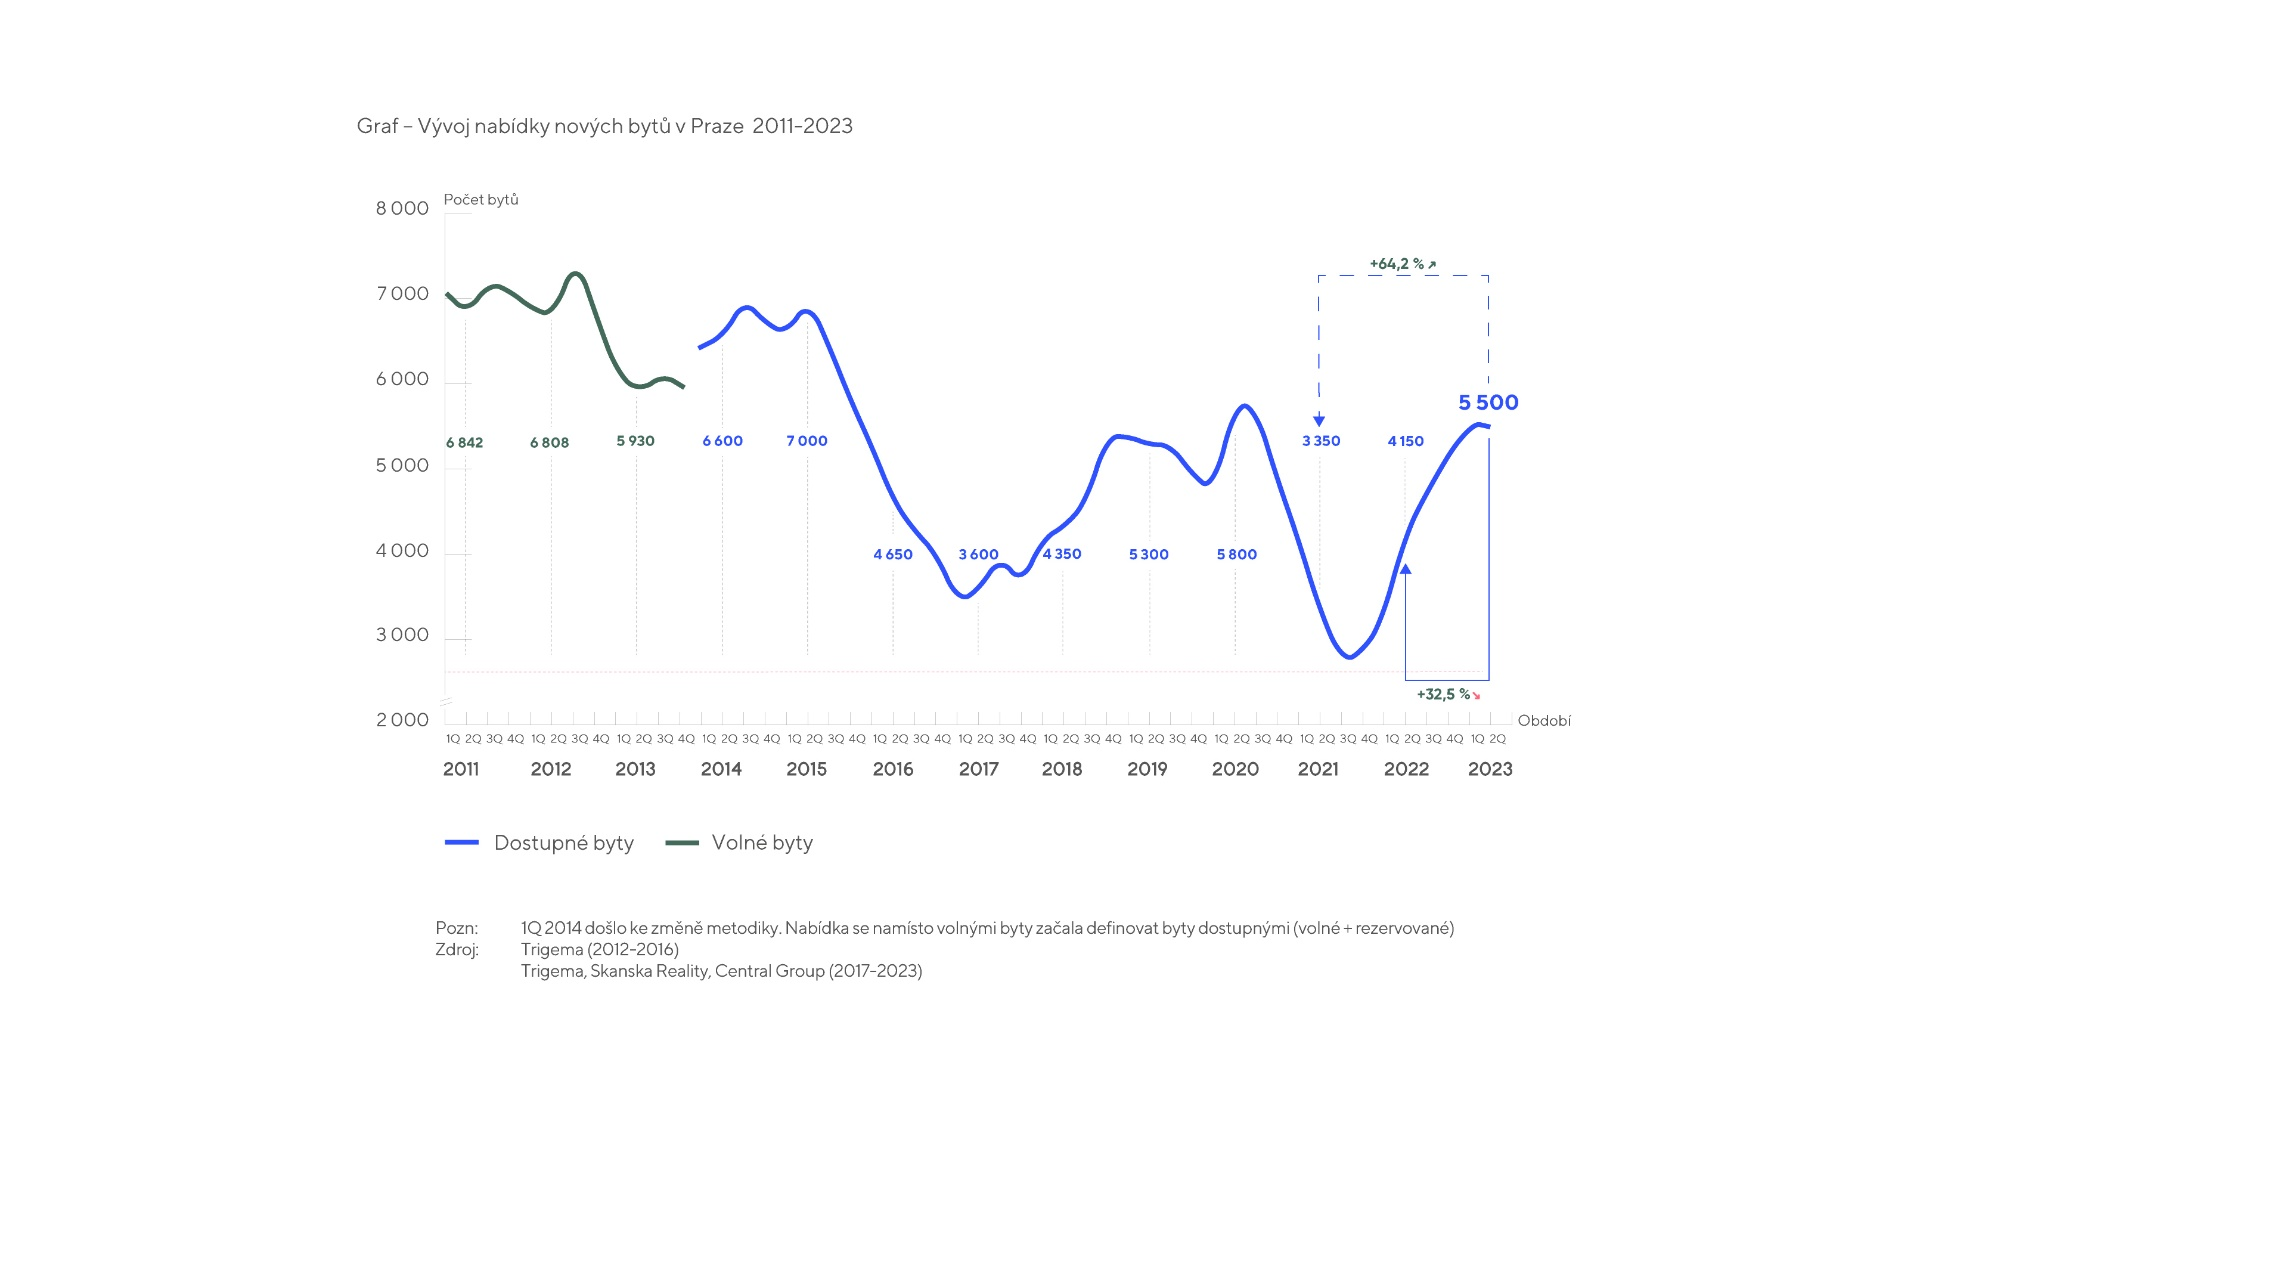 Graf – Vývoj nabídky nových bytů v Praze 2011-2023
Počet bytů
8 000
7 000
6 000
5 000
4 000
3 000
2 000
+64,2 %
5 500
6 842
6 808
5 930
6 600
7 000
3 350
4 150
4 650
3 600
4 350
5 300
5 800
+32,5 %
Období
1Q 2Q 3Q 4Q 1Q 2Q 3Q 4Q 1Q 2Q 3Q 4Q 1Q 2Q 3Q 4Q 1Q 2Q 3Q 4Q 1Q 2Q 3Q 4Q 1Q 2Q 3Q 4Q 1Q 2Q 3Q 4Q 1Q 2Q 3Q 4Q 1Q 2Q 3Q 4Q 1Q 2Q 3Q 4Q 1Q 2Q 3Q 4Q 1Q 2Q
2011 2012 2013 2014 2015 2016 2017 2018 2019 2020 2021 2022 2023
Dostupné byty Volné byty
Pozn: 1Q 2014 došlo ke změně metodiky. Nabídka se namísto volnými byty začala definovat byty dostupnými (volné + rezervované)
Zdroj: Trigema (2012-2016)
Trigema, Skanska Reality, Central Group (2017-2023)